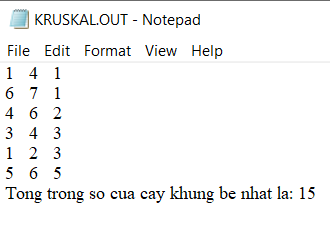 KRUSKAL.OUT - Notepad
File Edit Format View Help
1 4 1
6 7 1
4 6 2
3 4 3
1 2 3
5 6 5
Tong trong so cua cay khung be nhat la: 15